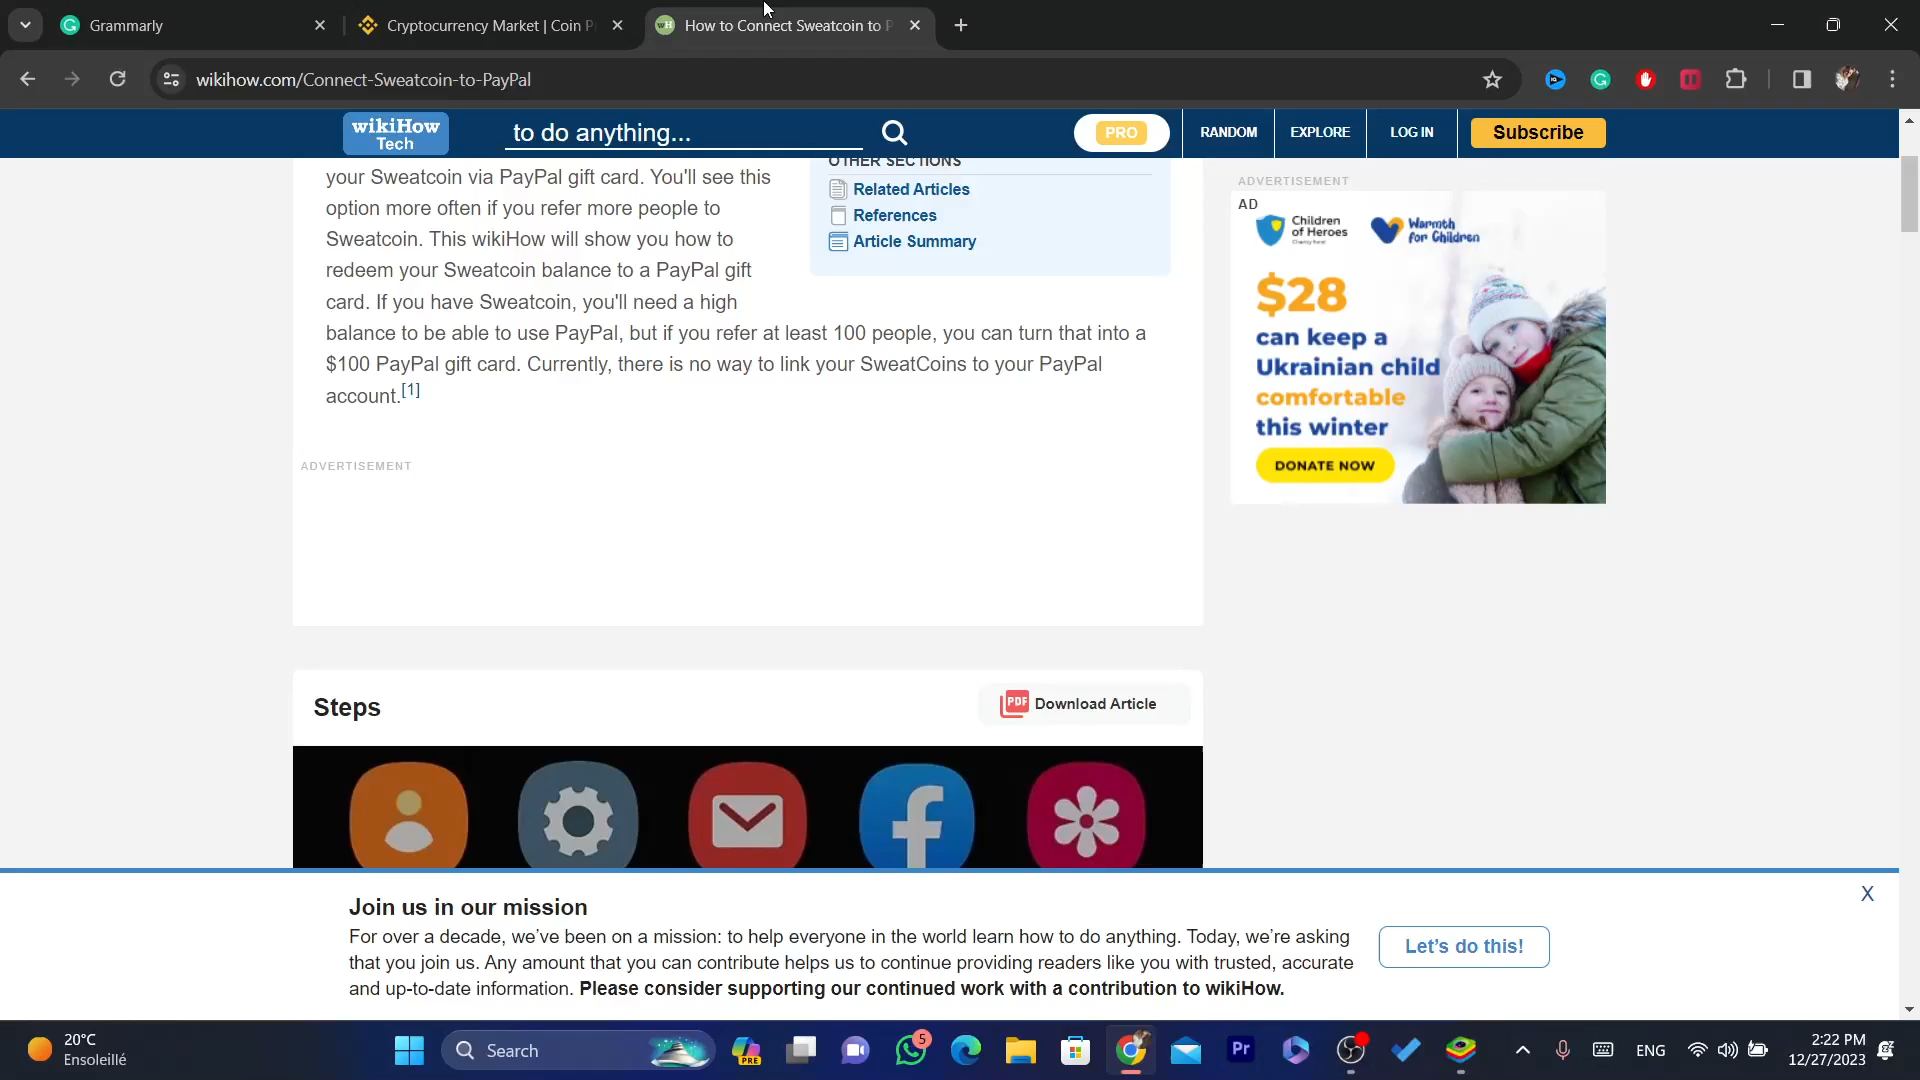 Grammarly
Cryptocurrency Market | Coin P
How to Connect Sweatcoin to P
wikihow.com/Connect-Sweatcoin-to-PayPal
wikiHow
Tech
to do anything...
PRO
RANDOM
EXPLORE
LOG IN
Subscribe
your Sweatcoin via PayPal gift card. You'll see this
option more often if you refer more people to
Sweatcoin. This wikiHow will show you how to
redeem your Sweatcoin balance to a PayPal gift
card. If you have Sweatcoin, you'll need a high
balance to be able to use PayPal, but if you refer at least 100 people, you can turn that into a
$100 PayPal gift card. Currently, there is no way to link your SweatCoins to your PayPal
account.[1]
OTHER SECTIONS
Related Articles
References
Article Summary
ADVERTISEMENT
AD
Children
of Heroes
Charity fund
Warmth
for Children
$28
can keep a
Ukrainian child
comfortable
this winter
DONATE NOW
ADVERTISEMENT
Steps
PDF
Download Article
Join us in our mission
X
For over a decade, we've been on a mission: to help everyone in the world learn how to do anything. Today, we're asking
that you join us. Any amount that you can contribute helps us to continue providing readers like you with trusted, accurate
and up-to-date information. Please consider supporting our continued work with a contribution to wikiHow.
Let's do this!
20°C
Ensoleillé
Search
PRE
5
Pr
ENG
2:22 PM
12/27/2023